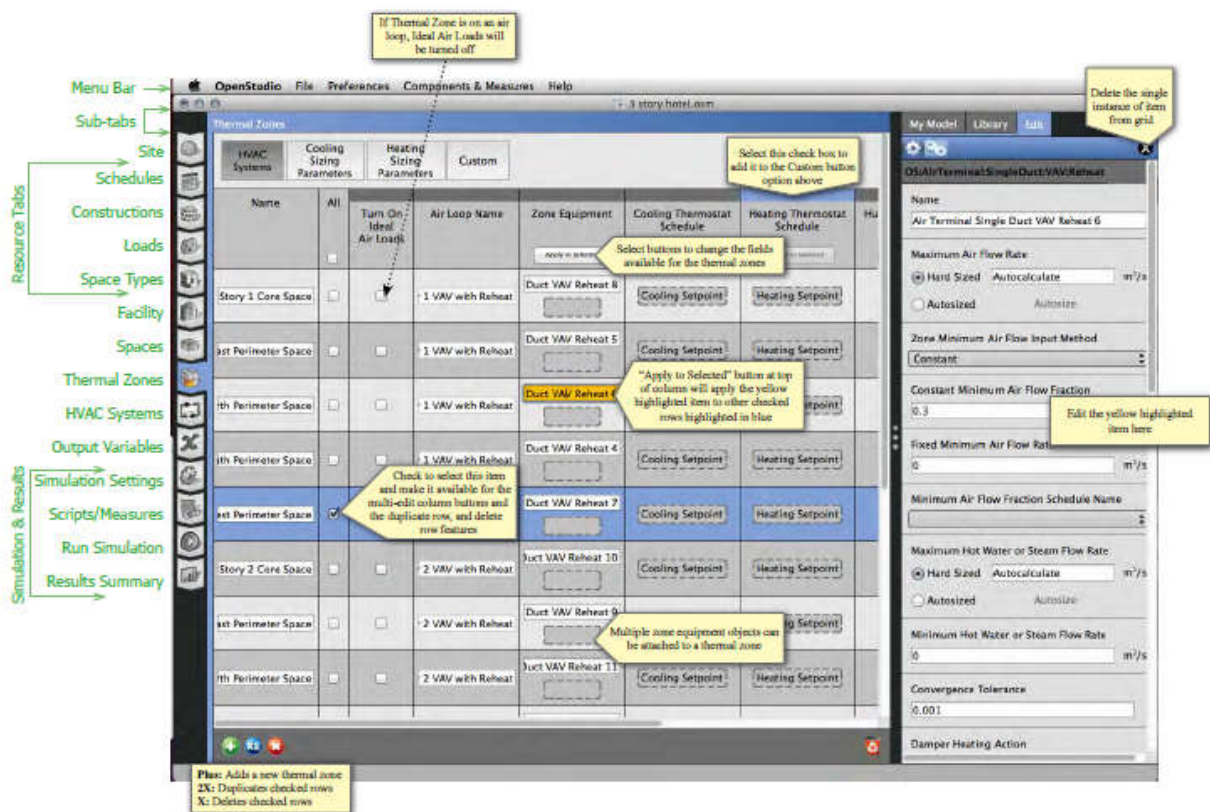 If Thermal Zone is on an air
loop, Ideal Air Loads will
be turned off
Menu Bar
OpenStudio File Preferences Components & Measures Help
3 story hotel.osm
Delete the single
instance of item
from grid
Sub-tabs
Thermal Zones
My Model Library Edit
Resource Tabs
Site
Schedules
Constructions
Loads
Space Types
Facility
Spaces
Thermal Zones
HVAC Systems
Output Variables
Simulation & Results
Simulation Settings
Scripts/Measures
Run Simulation
Results Summary
HVAC
Systems
Cooling
Sizing
Parameters
Heating
Sizing
Parameters
Custom
Select this check box to
add it to the Custom button
option above
Name
All
Turn On
Ideal
Air Loads
Air Loop Name
Zone Equipment
Cooling Thermostat
Schedule
Heating Thermostat
Schedule
Hu
Apply to Selected
Select buttons to change the fields
available for the thermal zones
Story 1 Core Space
1 VAV with Reheat
Duct VAV Reheat 8
Cooling Setpoint
Heating Setpoint
ast Perimeter Space
1 VAV with Reheat
Duct VAV Reheat 5
Cooling Setpoint
Heating Setpoint
rth Perimeter Space
1 VAV with Reheat
Duct VAV Reheat 6
"Apply to Selected" button at top
of column will apply the yellow
highlighted item to other checked
rows highlighted in blue
uth Perimeter Space
1 VAV with Reheat
Duct VAV Reheat 4
Cooling Setpoint
Heating Setpoint
Check to select this item
and make it available for the
multi-edit column buttons and
the duplicate row, and delete
row features
est Perimeter Space
Duct VAV Reheat 7
Cooling Setpoint
Heating Setpoint
Story 2 Core Space
2 VAV with Reheat
Duct VAV Reheat 10
Cooling Setpoint
Heating Setpoint
ast Perimeter Space
2 VAV with Reheat
Duct VAV Reheat 9
ng Setpoint
Multiple zone equipment objects can
be attached to a thermal zone
rth Perimeter Space
2 VAV with Reheat
Duct VAV Reheat 11
Cooling Setpoint
Heating Setpoint
OS:AirTerminal:SingleDuct:VAV:Reheat
Name
Air Terminal Single Duct VAV Reheat 6
Maximum Air Flow Rate
Hard Sized Autocalculate m³/s
Autosized Autosize
Zone Minimum Air Flow Input Method
Constant
Constant Minimum Air Flow Fraction
0.3
Edit the yellow highlighted
item here
Fixed Minimum Air Flow Rate
0 m³/s
Minimum Air Flow Fraction Schedule Name
Maximum Hot Water or Steam Flow Rate
Hard Sized Autocalculate m³/s
Autosized Autosize
Minimum Hot Water or Steam Flow Rate
0 m³/s
Convergence Tolerance
0.001
Damper Heating Action
Plus: Adds a new thermal zone
2X: Duplicates checked rows
X: Deletes checked rows